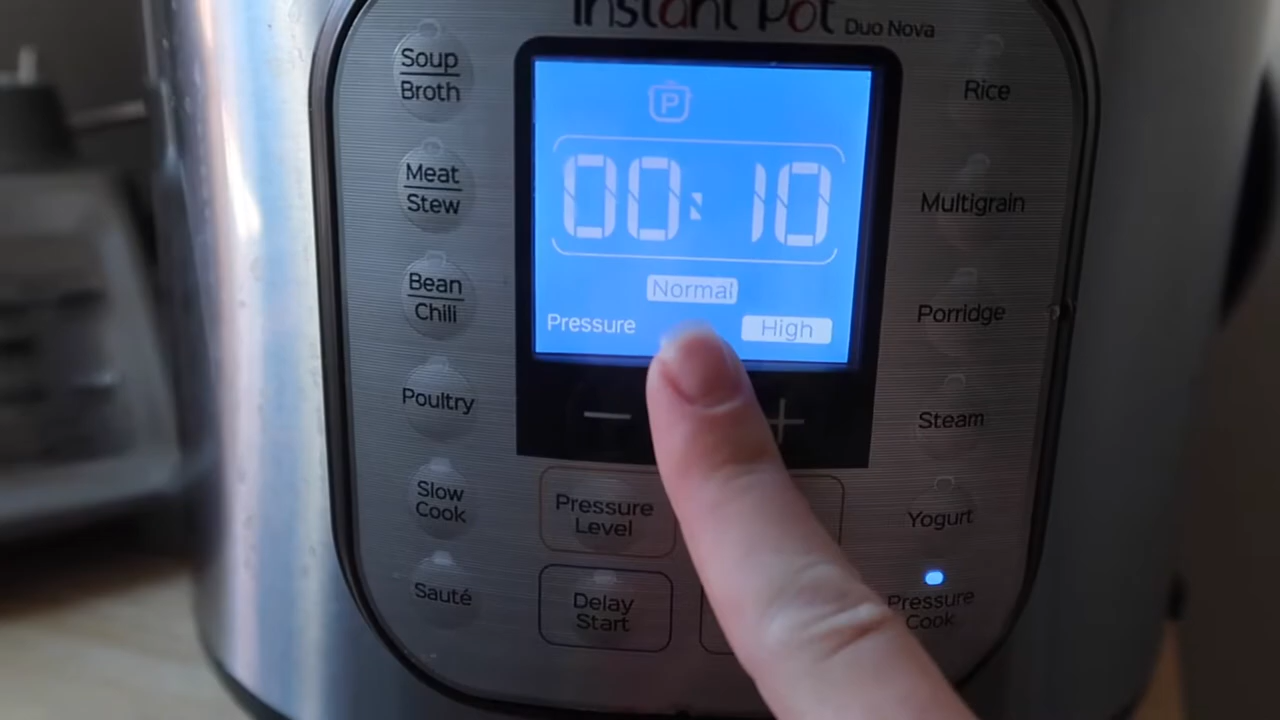 Instant Pot Duo Nova
Soup
Broth
Meat
Stew
Bean
Chili
Poultry
Slow
Cook
Sauté
P
00:10
Normal
Pressure High
Pressure
Level
Delay
Start
Rice
Multigrain
Porridge
Steam
Yogurt
Pressure
Cook